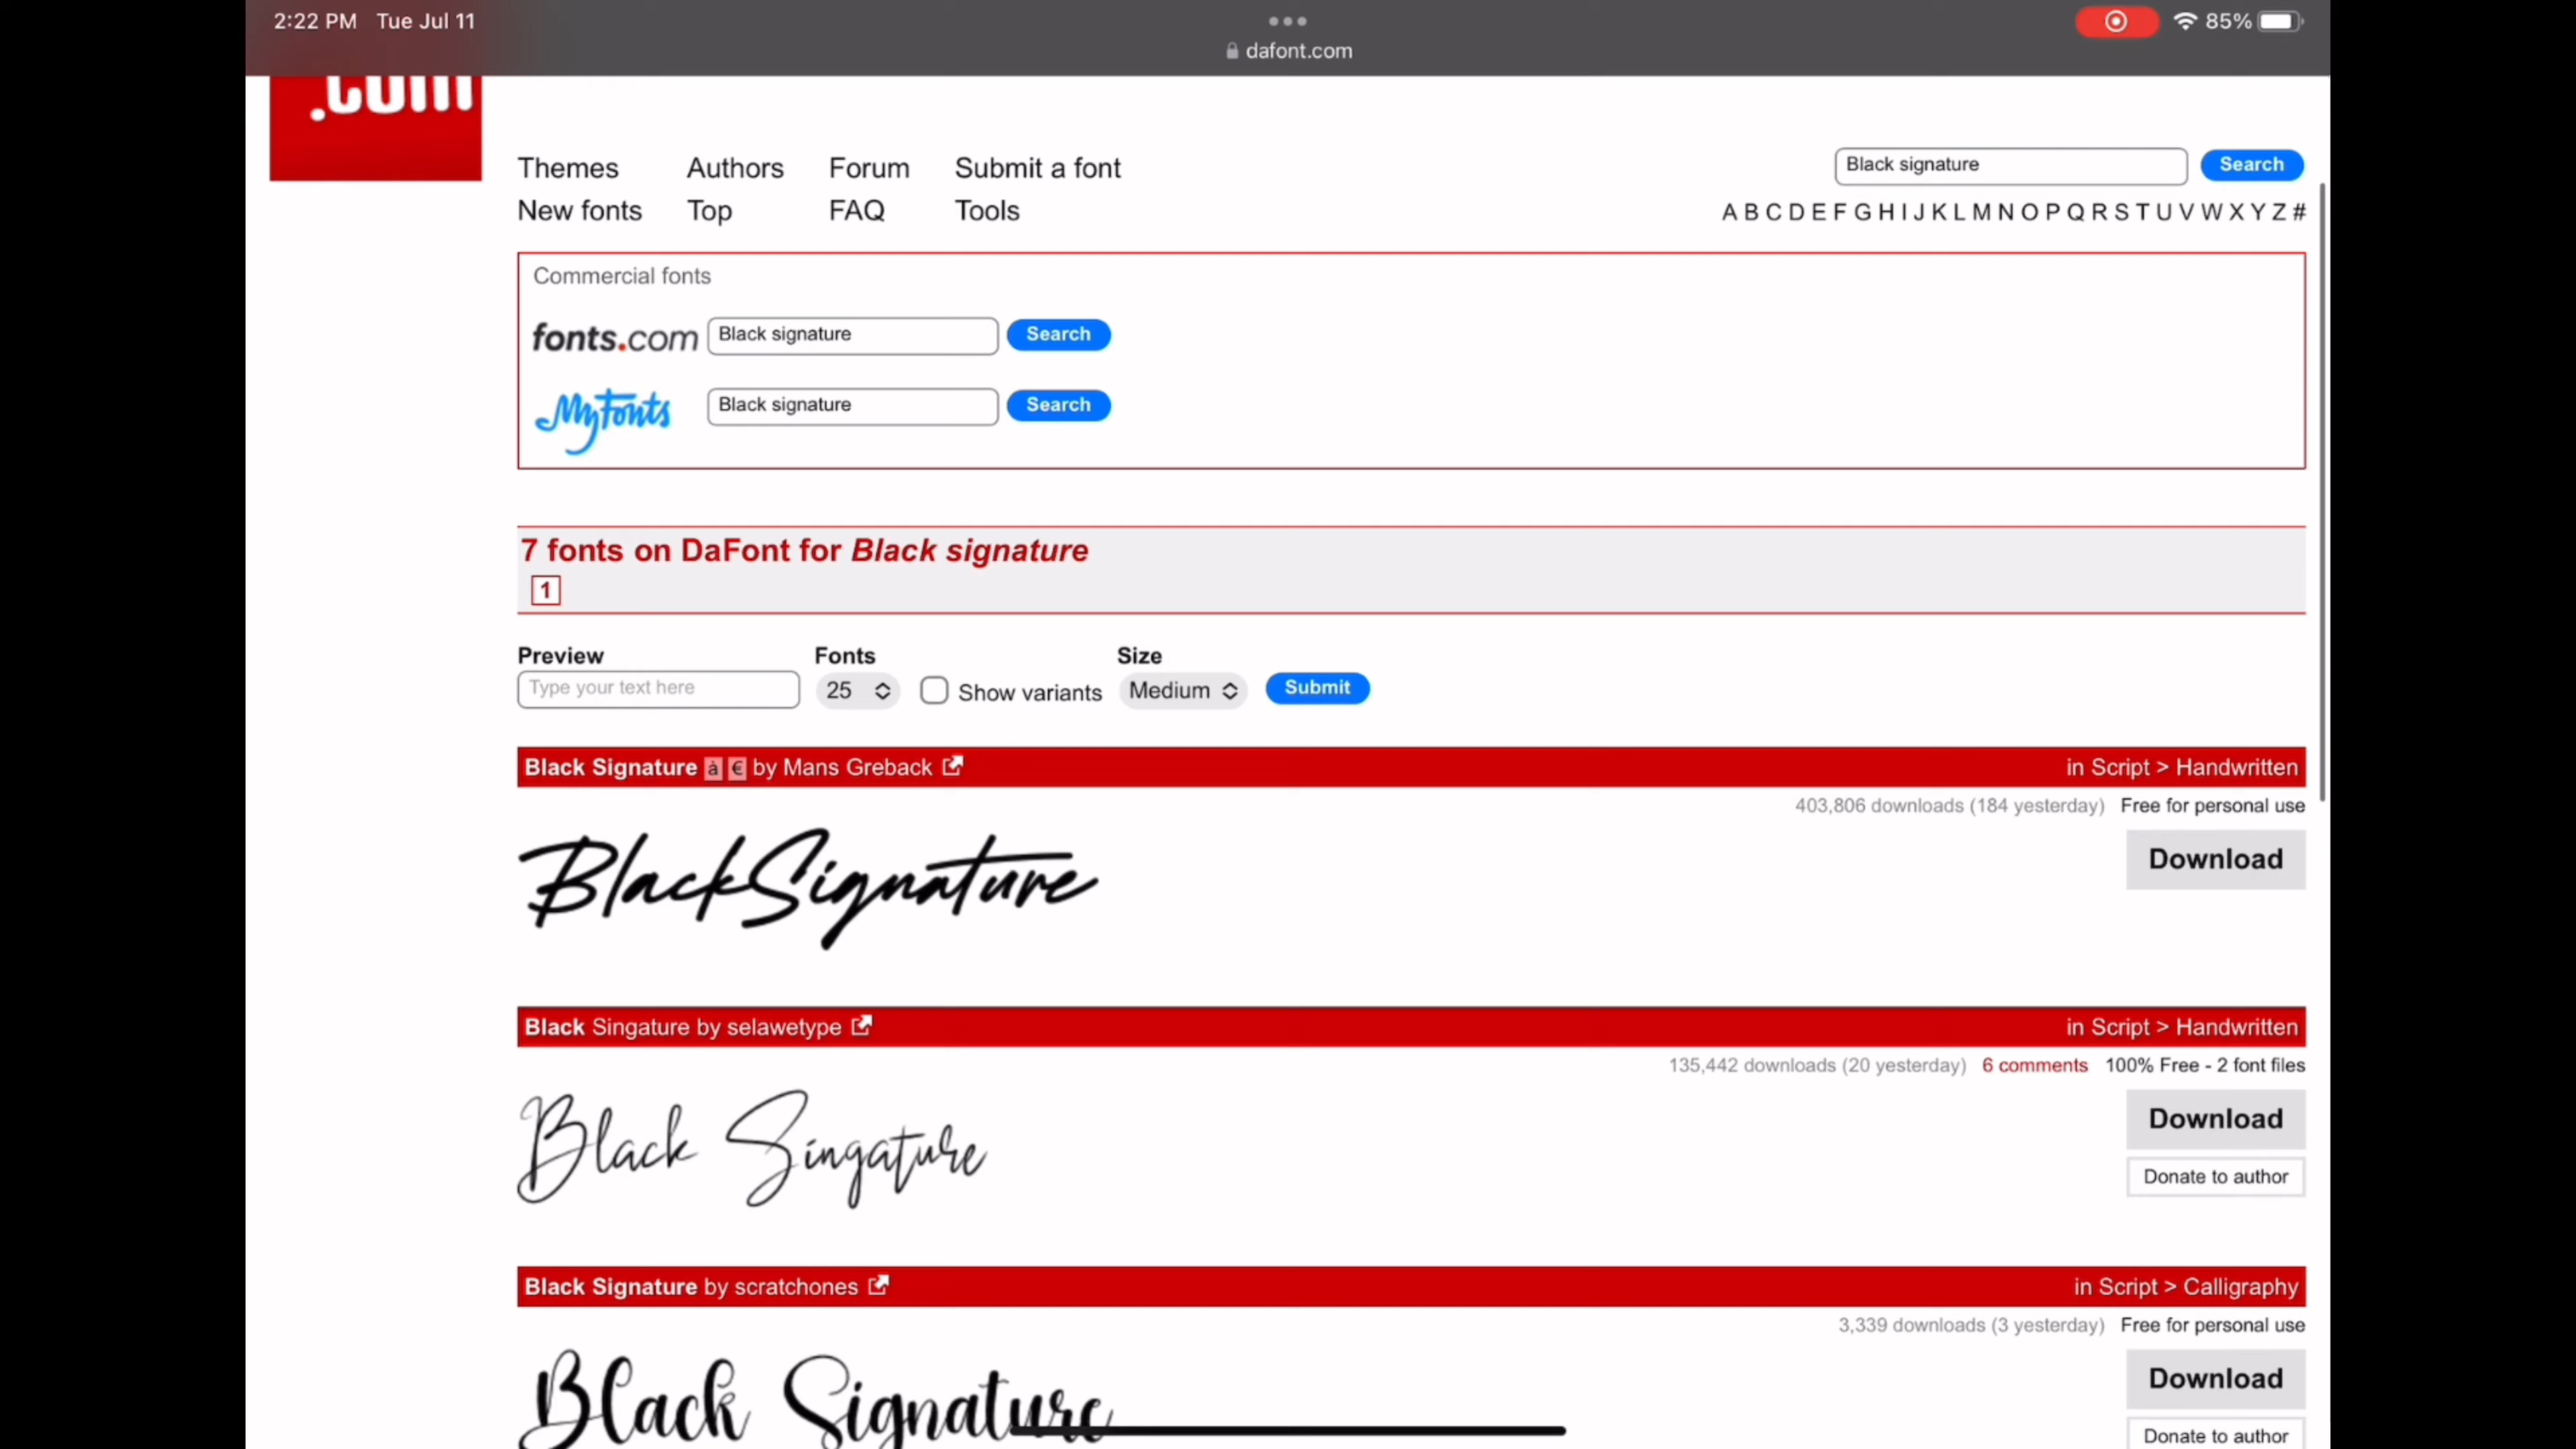 2:22 PM Tue Jul 11
85%
dafont.com
.com
Themes Authors Forum Submit a font
New fonts Top FAQ Tools
Black signature Search
A B C D E F G H I J K L M N O P Q R S T U V W X Y Z #
Commercial fonts
fonts.com Black signature Search
MyFonts Black signature Search
7 fonts on DaFont for Black signature
1
Preview Fonts Size
Type your text here 25 Show variants Medium Submit
Black Signature à € by Mans Greback in Script > Handwritten
403,806 downloads (184 yesterday) Free for personal use
Black Signature Download
Black Singature by selawetype in Script > Handwritten
135,442 downloads (20 yesterday) 6 comments 100% Free - 2 font files
Black Singature Download
Donate to author
Black Signature by scratchones in Script > Calligraphy
3,339 downloads (3 yesterday) Free for personal use
Black Signature Download
Donate to author